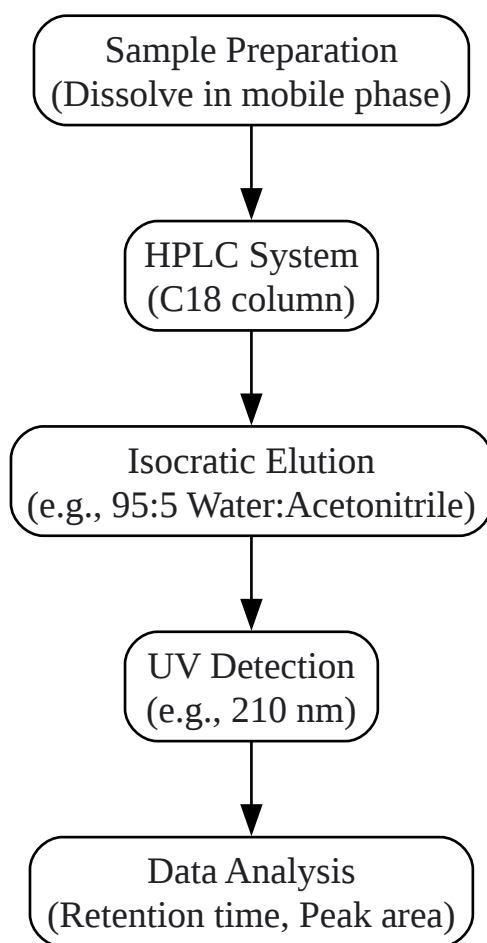 Sample Preparation
(Dissolve in mobile phase)
HPLC System
(C18 column)
Isocratic Elution
(e.g., 95:5 Water:Acetonitrile)
UV Detection
(e.g., 210 nm)
Data Analysis
(Retention time, Peak area)